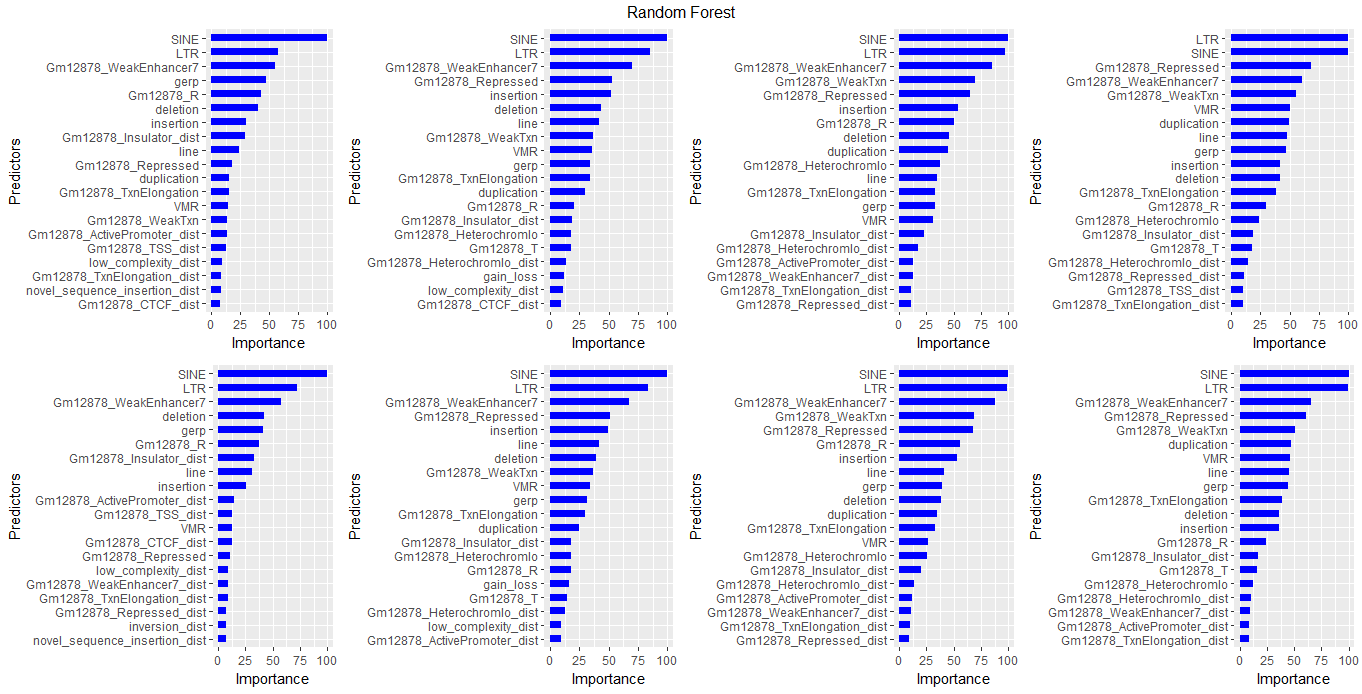 Random Forest
Predictors
SINE
LTR
Gm12878_WeakEnhancer7
gerp
Gm12878_R
deletion
insertion
Gm12878_Insulator_dist
line
Gm12878_Repressed
duplication
Gm12878_TxnElongation
VMR
Gm12878_WeakTxn
Gm12878_ActivePromoter_dist
Gm12878_TSS_dist
low_complexity_dist
Gm12878_TxnElongation_dist
novel_sequence_insertion_dist
Gm12878_CTCF_dist
0 25 50 75 100
Importance
Predictors
SINE
LTR
Gm12878_WeakEnhancer7
Gm12878_Repressed
insertion
deletion
line
Gm12878_WeakTxn
VMR
gerp
Gm12878_TxnElongation
duplication
Gm12878_R
Gm12878_Insulator_dist
Gm12878_Heterochromlo
Gm12878_T
Gm12878_Heterochromlo_dist
gain_loss
low_complexity_dist
Gm12878_CTCF_dist
0 25 50 75 100
Importance
Predictors
SINE
LTR
Gm12878_WeakEnhancer7
Gm12878_WeakTxn
Gm12878_Repressed
insertion
Gm12878_R
deletion
duplication
Gm12878_Heterochromlo
line
Gm12878_TxnElongation
gerp
VMR
Gm12878_Insulator_dist
Gm12878_Heterochromlo_dist
Gm12878_ActivePromoter_dist
Gm12878_WeakEnhancer7_dist
Gm12878_TxnElongation_dist
Gm12878_Repressed_dist
0 25 50 75 100
Importance
Predictors
LTR
SINE
Gm12878_Repressed
Gm12878_WeakEnhancer7
Gm12878_WeakTxn
VMR
duplication
line
gerp
insertion
deletion
Gm12878_TxnElongation
Gm12878_R
Gm12878_Heterochromlo
Gm12878_Insulator_dist
Gm12878_T
Gm12878_Heterochromlo_dist
Gm12878_Repressed_dist
Gm12878_TSS_dist
Gm12878_TxnElongation_dist
0 25 50 75 100
Importance
Predictors
SINE
LTR
Gm12878_WeakEnhancer7
deletion
gerp
Gm12878_R
Gm12878_Insulator_dist
line
insertion
Gm12878_ActivePromoter_dist
Gm12878_TSS_dist
VMR
Gm12878_CTCF_dist
Gm12878_Repressed
low_complexity_dist
Gm12878_WeakEnhancer7_dist
Gm12878_TxnElongation_dist
Gm12878_Repressed_dist
inversion_dist
novel_sequence_insertion_dist
0 25 50 75 100
Importance
Predictors
SINE
LTR
Gm12878_WeakEnhancer7
Gm12878_Repressed
insertion
line
deletion
Gm12878_WeakTxn
VMR
gerp
Gm12878_TxnElongation
duplication
Gm12878_Insulator_dist
Gm12878_Heterochromlo
Gm12878_R
gain_loss
Gm12878_T
Gm12878_Heterochromlo_dist
low_complexity_dist
Gm12878_ActivePromoter_dist
0 25 50 75 100
Importance
Predictors
SINE
LTR
Gm12878_WeakEnhancer7
Gm12878_WeakTxn
Gm12878_Repressed
Gm12878_R
insertion
line
gerp
deletion
duplication
Gm12878_TxnElongation
VMR
Gm12878_Heterochromlo
Gm12878_Insulator_dist
Gm12878_Heterochromlo_dist
Gm12878_ActivePromoter_dist
Gm12878_WeakEnhancer7_dist
Gm12878_TxnElongation_dist
Gm12878_Repressed_dist
0 25 50 75 100
Importance
Predictors
SINE
LTR
Gm12878_WeakEnhancer7
Gm12878_Repressed
Gm12878_WeakTxn
duplication
VMR
line
gerp
Gm12878_TxnElongation
deletion
insertion
Gm12878_R
Gm12878_Insulator_dist
Gm12878_T
Gm12878_Heterochromlo
Gm12878_Heterochromlo_dist
Gm12878_WeakEnhancer7_dist
Gm12878_ActivePromoter_dist
Gm12878_TxnElongation_dist
0 25 50 75 100
Importance